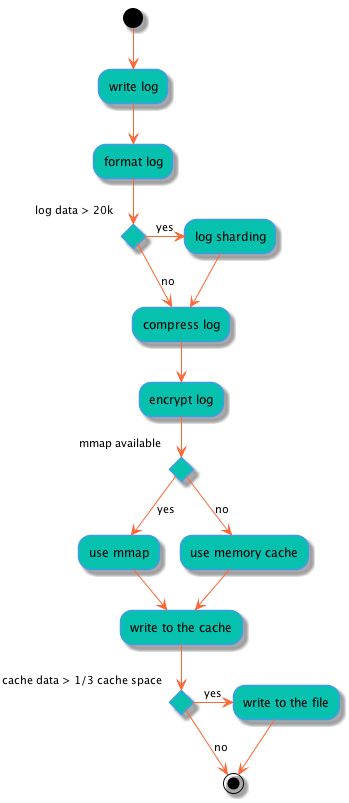 write log
format log
log data > 20k
yes
log sharding
no
compress log
encrypt log
mmap available
yes
no
use mmap
use memory cache
write to the cache
cache data > 1/3 cache space
yes
write to the file
no